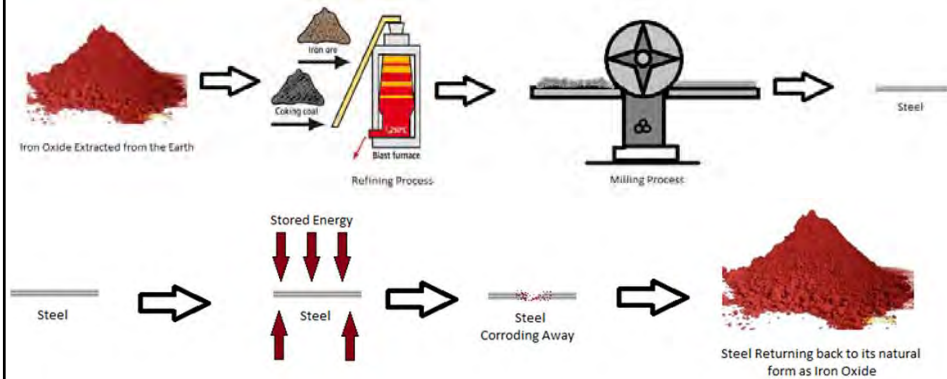 Iron Oxide Extracted from the Earth
Iron ore
Coking coal
Blast furnace
Refining Process
Milling Process
Steel
Steel
Stored Energy
Steel
Steel
Corroding Away
Steel Returning back to its natural
form as Iron Oxide